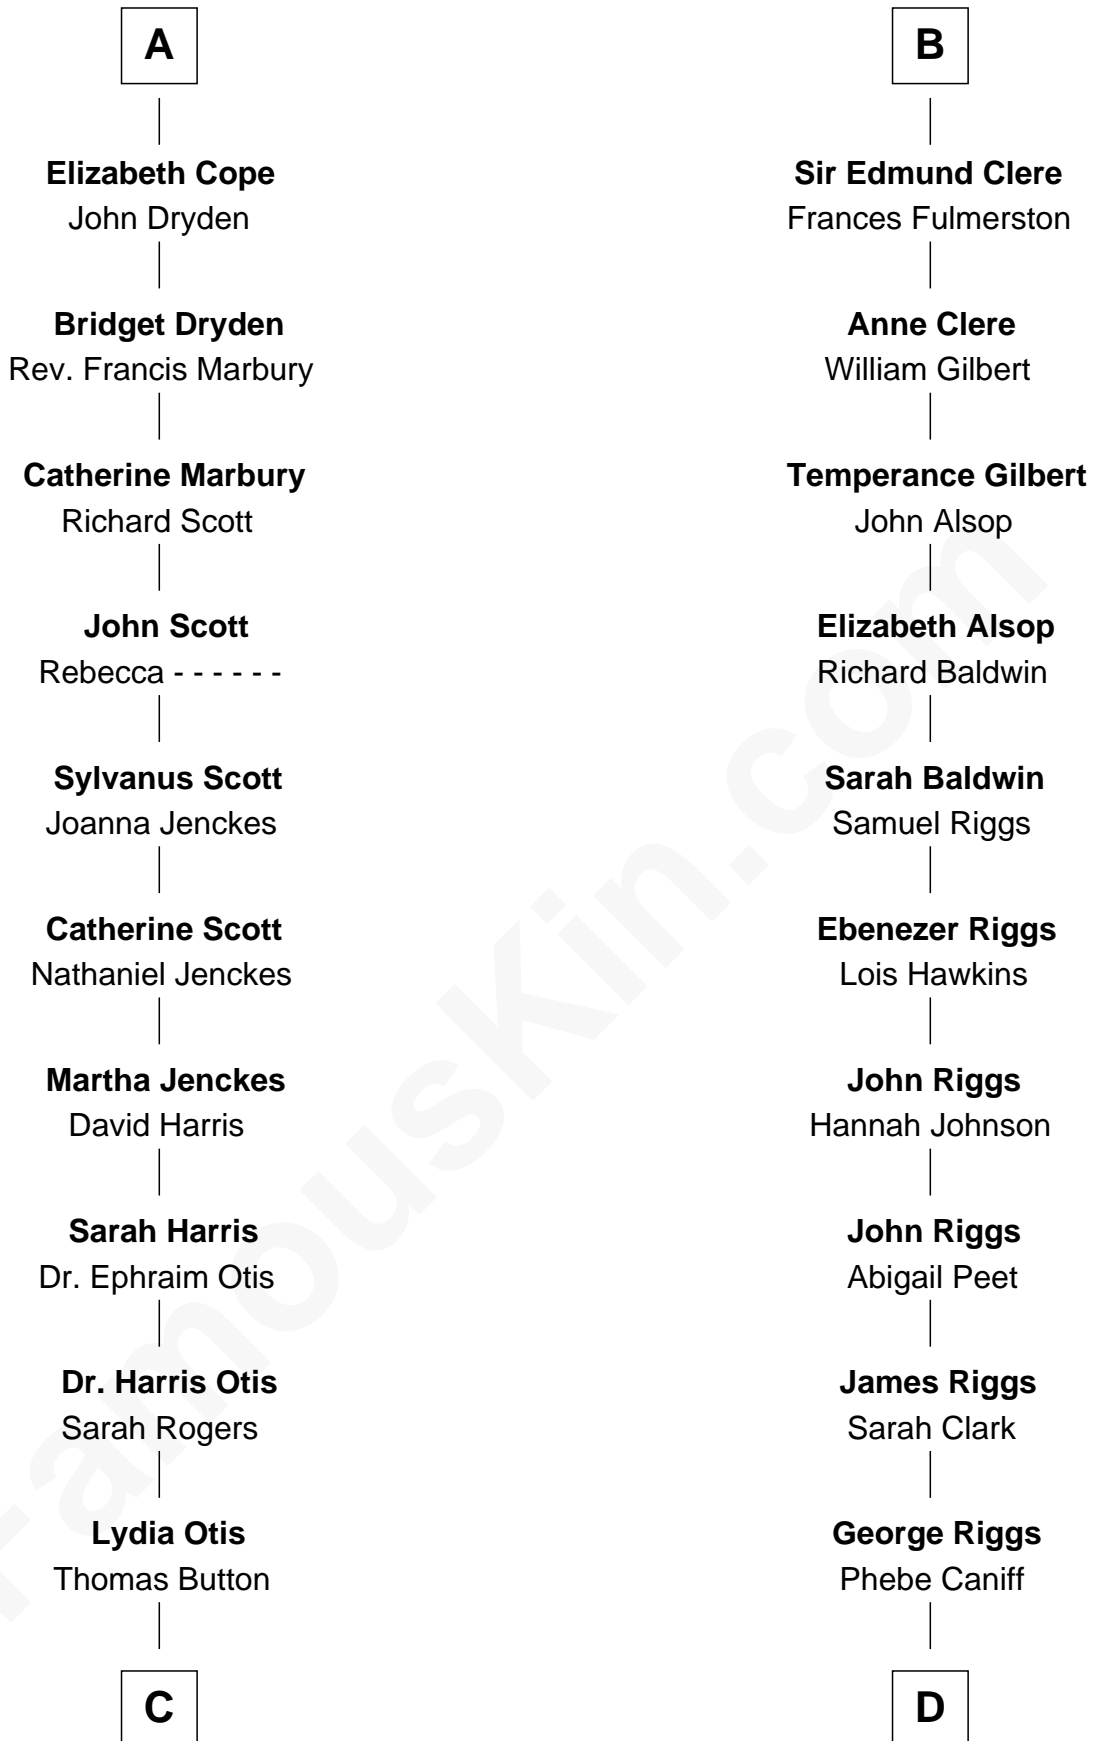 A
Elizabeth Cope
John Dryden
Bridget Dryden
Rev. Francis Marbury
Catherine Marbury
Richard Scott
John Scott
Rebecca - - - - - -
Sylvanus Scott
Joanna Jenckes
Catherine Scott
Nathaniel Jenckes
Martha Jenckes
David Harris
Sarah Harris
Dr. Ephraim Otis
Dr. Harris Otis
Sarah Rogers
Lydia Otis
Thomas Button
C
B
Sir Edmund Clere
Frances Fulmerston
Anne Clere
William Gilbert
Temperance Gilbert
John Alsop
Elizabeth Alsop
Richard Baldwin
Sarah Baldwin
Samuel Riggs
Ebenezer Riggs
Lois Hawkins
John Riggs
Hannah Johnson
John Riggs
Abigail Peet
James Riggs
Sarah Clark
George Riggs
Phebe Caniff
D
FamousKin.com